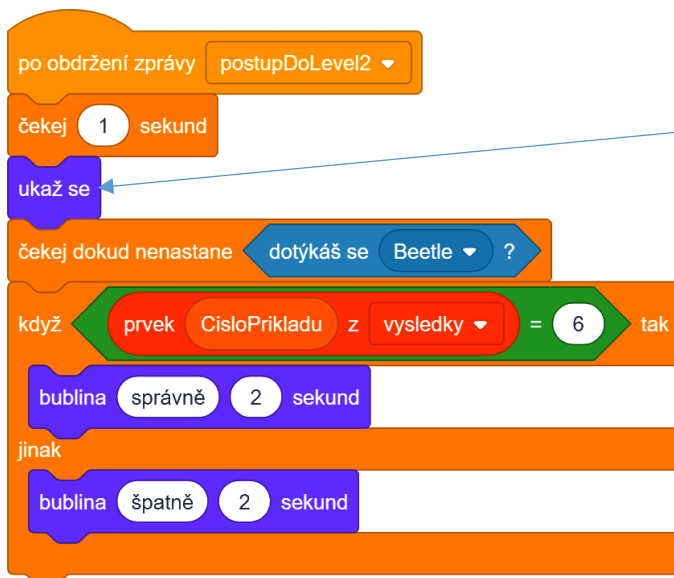 po obdržení zprávy postupDoLevel2
čekej 1 sekund
ukaž se
čekej dokud nenastane dotýkáš se Beetle ?
když prvek CisloPrikladu z vysledky = 6 tak
bublina správně 2 sekund
jinak
bublina špatně 2 sekund